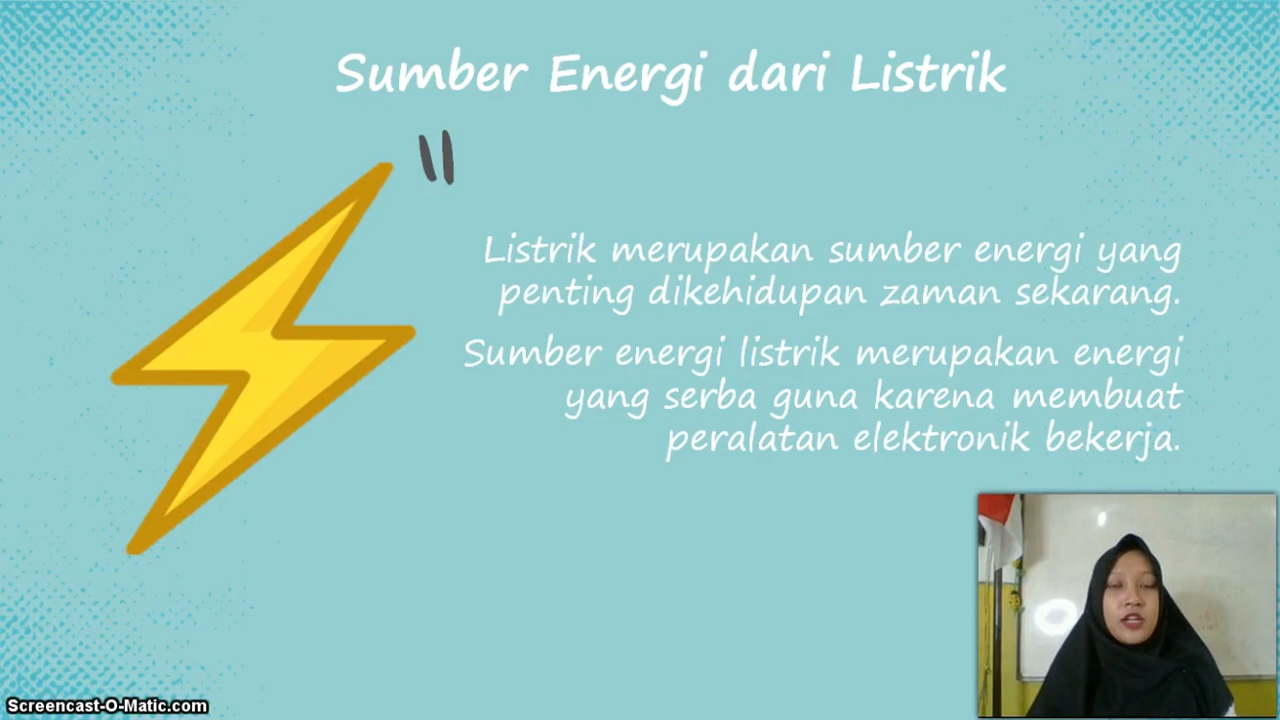 Sumber Energi dari Listrik
Listrik merupakan sumber energi yang
penting dikehidupan zaman sekarang.
Sumber energi listrik merupakan energi
yang serba guna karena membuat
peralatan elektronik bekerja.
Screencast-O-Matic.com